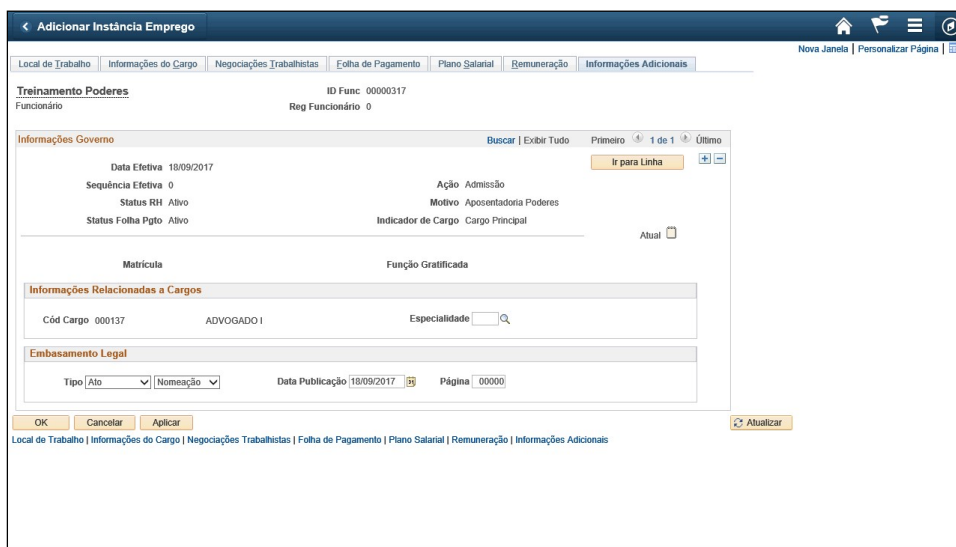 Adicionar Instância Emprego
Nova Janela | Personalizar Página |
Local de Trabalho Informações do Cargo Negociações Trabalhistas Folha de Pagamento Plano Salarial Remuneração Informações Adicionais
Treinamento Poderes ID Func 00000317
Funcionário Reg Funcionário 0
Informações Governo Buscar | Exibir Tudo Primeiro 1 de 1 Último
Ir para Linha
Data Efetiva 18/09/2017
Sequência Efetiva 0 Ação Admissão
Status RH Ativo Motivo Aposentadoria Poderes
Status Folha Pgto Ativo Indicador de Cargo Cargo Principal
Atual
Matrícula Função Gratificada
Informações Relacionadas a Cargos
Cód Cargo 000137 ADVOGADO I Especialidade
Embasamento Legal
Tipo Ato Nomeação Data Publicação 18/09/2017 Página 00000
OK Cancelar Aplicar Atualizar
Local de Trabalho | Informações do Cargo | Negociações Trabalhistas | Folha de Pagamento | Plano Salarial | Remuneração | Informações Adicionais